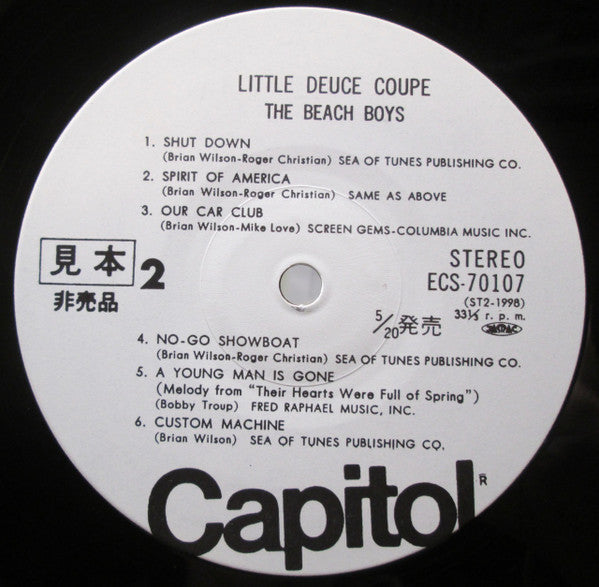 LITTLE DEUCE COUPE
THE BEACH BOYS
1. SHUT DOWN
(Brian Wilson-Roger Christian) SEA OF TUNES PUBLISHING CO.
2. SPIRIT OF AMERICA
(Brian Wilson-Roger Christian) SAME AS ABOVE
3. OUR CAR CLUB
(Brian Wilson-Mike Love) SCREEN GEMS-COLUMBIA MUSIC INC.
見本 2
非売品
STEREO
ECS-70107
(ST2-1998)
33⅓ r. p. m.
5/20発売
4. NO-GO SHOWBOAT
(Brian Wilson-Roger Christian) SEA OF TUNES PUBLISHING CO.
5. A YOUNG MAN IS GONE
(Melody from "Their Hearts Were Full of Spring")
(Bobby Troup) FRED RAPHAEL MUSIC, INC.
6. CUSTOM MACHINE
(Brian Wilson) SEA OF TUNES PUBLISHING CO.
Capitol
R